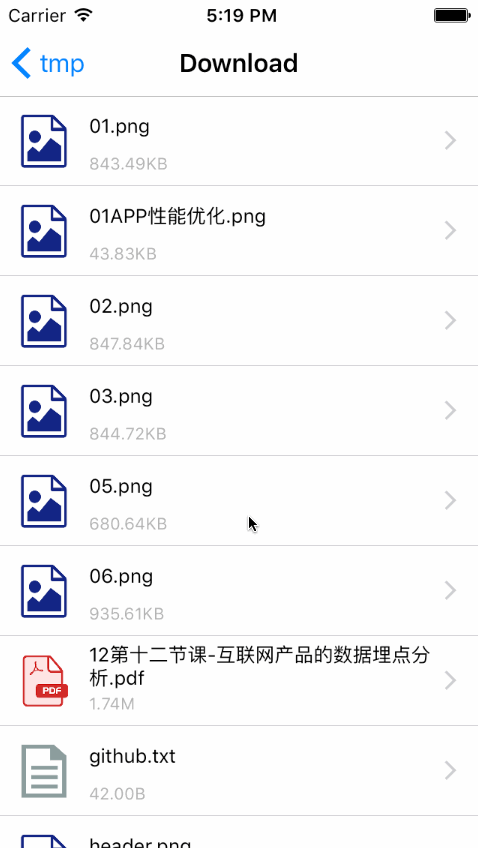 Carrier 5:19 PM
tmp Download
01.png
843.49KB
01APP性能优化.png
43.83KB
02.png
847.84KB
03.png
844.72KB
05.png
680.64KB
06.png
935.61KB
12第十二节课-互联网产品的数据埋点分
析.pdf
PDF
1.74M
github.txt
42.00B
header.png